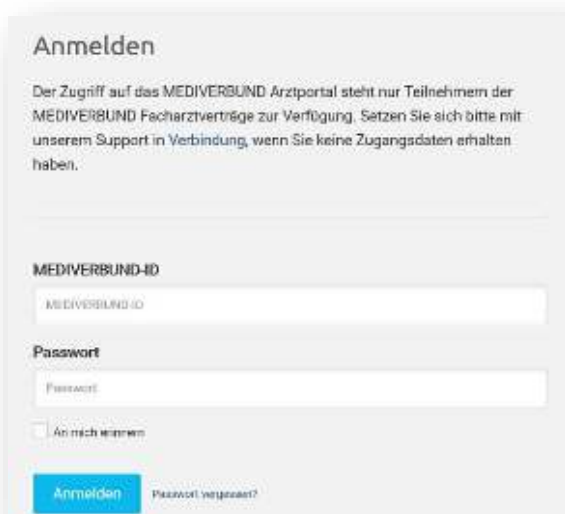 Anmelden
Der Zugriff auf das MEDIVERBUND Arztportal steht nur Teilnehmern der
MEDIVERBUND Facharztverträge zur Verfügung. Setzen Sie sich bitte mit
unserem Support in Verbindung, wenn Sie keine Zugangsdaten erhalten
haben.
MEDIVERBUND-ID
MEDIVERBUND-ID
Passwort
Passwort
An mich erinnern
Anmelden Passwort vergessen?